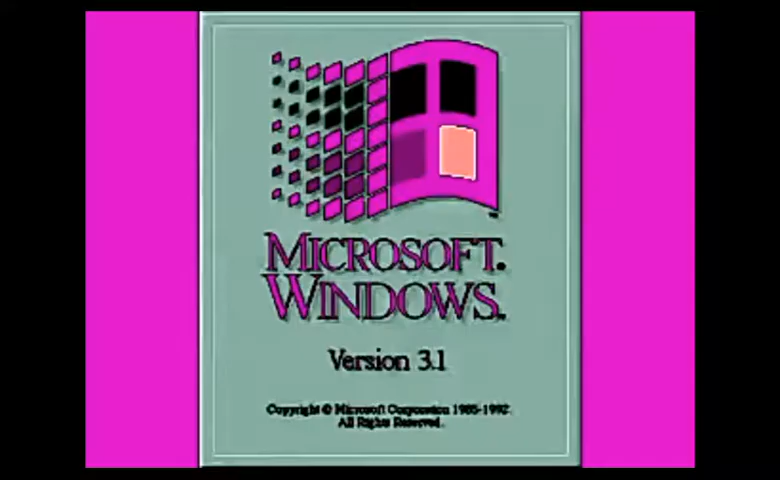 MICROSOFT.
WINDOWS.
Version 3.1
Copyright © Microsoft Corporation 1985-1992.
All Rights Reserved.